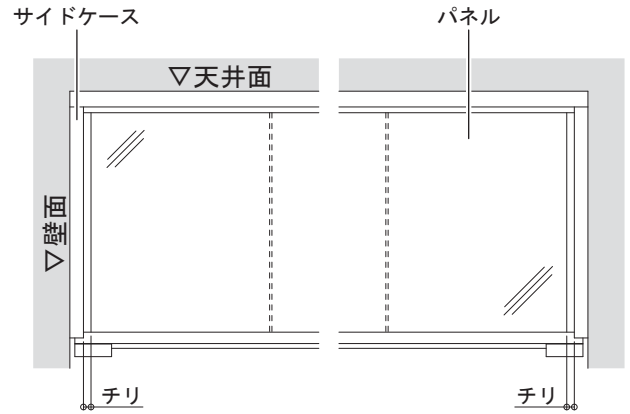 サイドケース
パネル
▽天井面
▽壁面
チリ
チリ